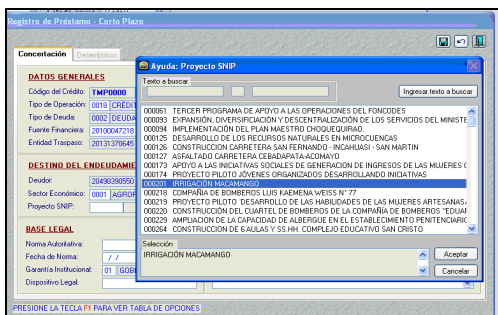 Registro de Préstamo - Corto Plazo
Concertación Desembolsos
DATOS GENERALES
Código del Crédito: TMP0000
Tipo de Operación: 0018 CRÉDI
Tipo de Deuda: 0002 DEUDA
Fuente Financiera: 20100047218
Entidad Traspaso: 20131370645
DESTINO DEL ENDEUDAMIE
Deudor: 20498390550
Sector Económico: 0001 AGROP
Proyecto SNIP:
BASE LEGAL
Norma Autoritativa:
Fecha de Norma: / /
Garantía Institucional: 01 GOBI
Dispositivo Legal:
PRESIONE LA TECLA F1 PARA VER TABLA DE OPCIONES
Ayuda: Proyecto SNIP
Texto a buscar
Ingresar texto a buscar
000061 TERCER PROGRAMA DE APOYO A LAS OPERACIONES DEL FONCODES
000093 EXPANSIÓN, DIVERSIFICACIÓN Y DESCENTRALIZACIÓN DE LOS SERVICIOS DEL MINISTE
000094 IMPLEMENTACIÓN DEL PLAN MAESTRO CHOQUEQUIRAO.
000125 DESARROLLO DE LOS RECURSOS NATURALES EN MICROCUENCAS
000126 CONSTRUCCION CARRETERA SAN FERNANDO - INCAHUASI - SAN MARTIN
000127 ASFALTADO CARRETERA CEBADAPATA-ACOMAYO
000173 APOYO A LAS INICIATIVAS SOCIALES DE GENERACION DE INGRESOS DE LAS MUJERES C
000174 PROYECTO PILOTO JÓVENES ORGANIZADOS DESARROLLANDO INICIATIVAS
000201 IRRIGACIÓN MACAMANGO
000218 COMPAÑIA DE BOMBEROS LUIS KAEMENA WEISS N° 77
000219 PROYECTO PILOTO 'DESARROLLO DE LAS HABILIDADES DE LAS MUJERES ARTESANAS,
000220 CONSTRUCCIÓN DEL CUARTEL DE BOMBEROS DE LA COMPAÑÍA DE BOMBEROS "EDUAI
000229 AMPLIACION DE LA CAPACIDAD DE ALBERGUE EN EL ESTABLECIMIENTO PENITENCIARIO
000264 CONSTRUCCION DE 6 AULAS Y SS.HH. COMPLEJO EDUCATIVO SAN CRISTO
Selección
IRRIGACIÓN MACAMANGO
Aceptar
Cancelar